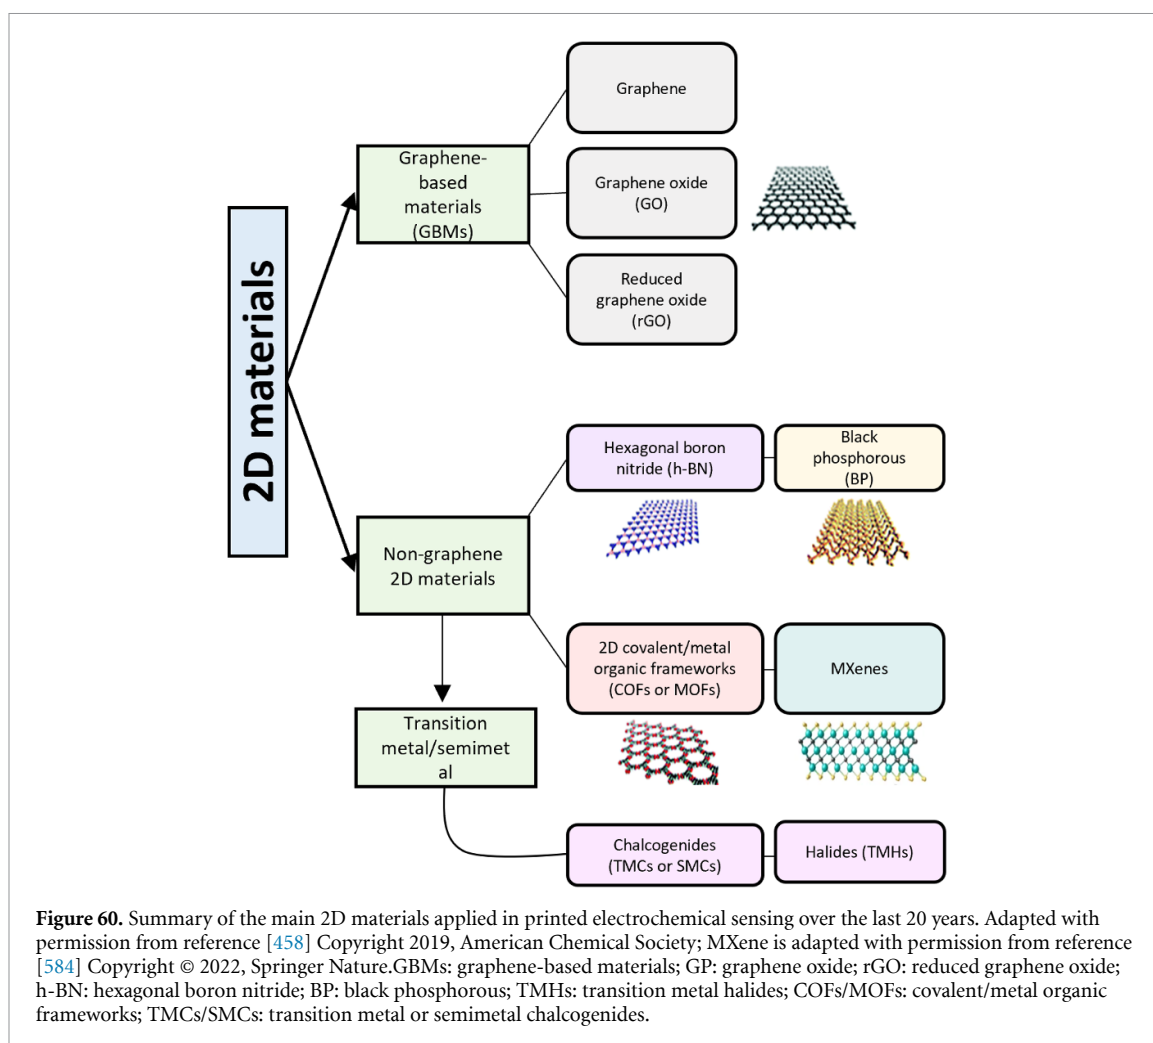 2D materials
Graphene-
based
materials
(GBMs)
Graphene
Graphene oxide
(GO)
Reduced
graphene oxide
(rGO)
Non-graphene
2D materials
Hexagonal boron
nitride (h-BN)
Black
phosphorous
(BP)
2D covalent/metal
organic frameworks
(COFs or MOFs)
MXenes
Transition
metal/semimet
al
Chalcogenides
(TMCs or SMCs)
Halides (TMHs)
Figure 60. Summary of the main 2D materials applied in printed electrochemical sensing over the last 20 years. Adapted with
permission from reference [458] Copyright 2019, American Chemical Society; MXene is adapted with permission from reference
[584] Copyright © 2022, Springer Nature.GBMs: graphene-based materials; GP: graphene oxide; rGO: reduced graphene oxide;
h-BN: hexagonal boron nitride; BP: black phosphorous; TMHs: transition metal halides; COFs/MOFs: covalent/metal organic
frameworks; TMCs/SMCs: transition metal or semimetal chalcogenides.